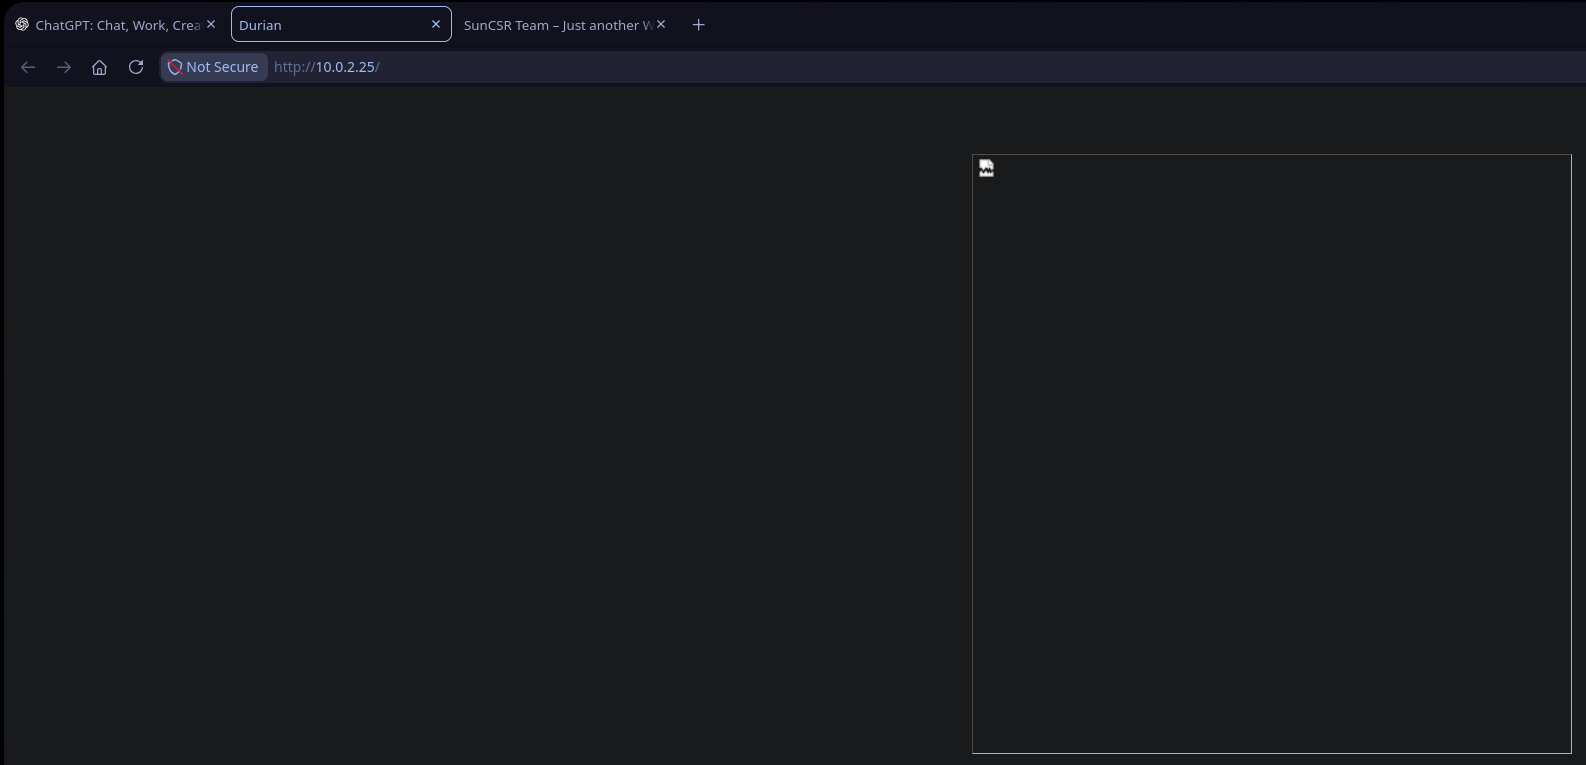 ChatGPT: Chat, Work, Crea
Durian
SunCSR Team – Just another W
Not Secure
http://10.0.2.25/